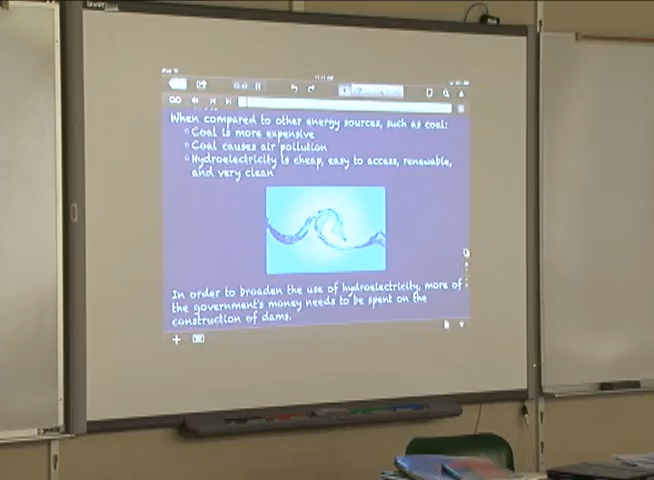 When compared to other energy sources, such as coal:
Coal is more expensive
Coal causes air pollution
Hydroelectricity is cheap, easy to access, renewable,
and very clean
In order to broaden the use of hydroelectricity, more of
the government's money needs to be spent on the
construction of dams.